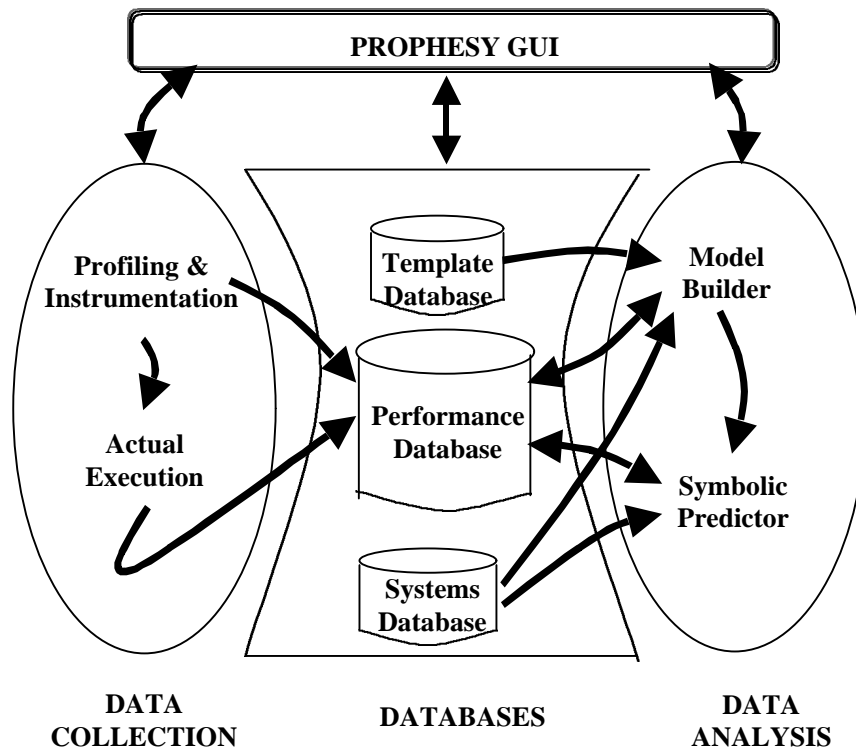 PROPHESY GUI
Profiling &
Instrumentation
Actual
Execution
Template
Database
Performance
Database
Systems
Database
Model
Builder
Symbolic
Predictor
DATA
COLLECTION
DATABASES
DATA
ANALYSIS